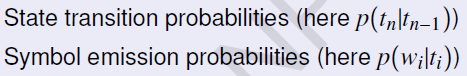 State transition probabilities (here p(tₙ|tₙ₋₁))
Symbol emission probabilities (here p(wᵢ|tᵢ))